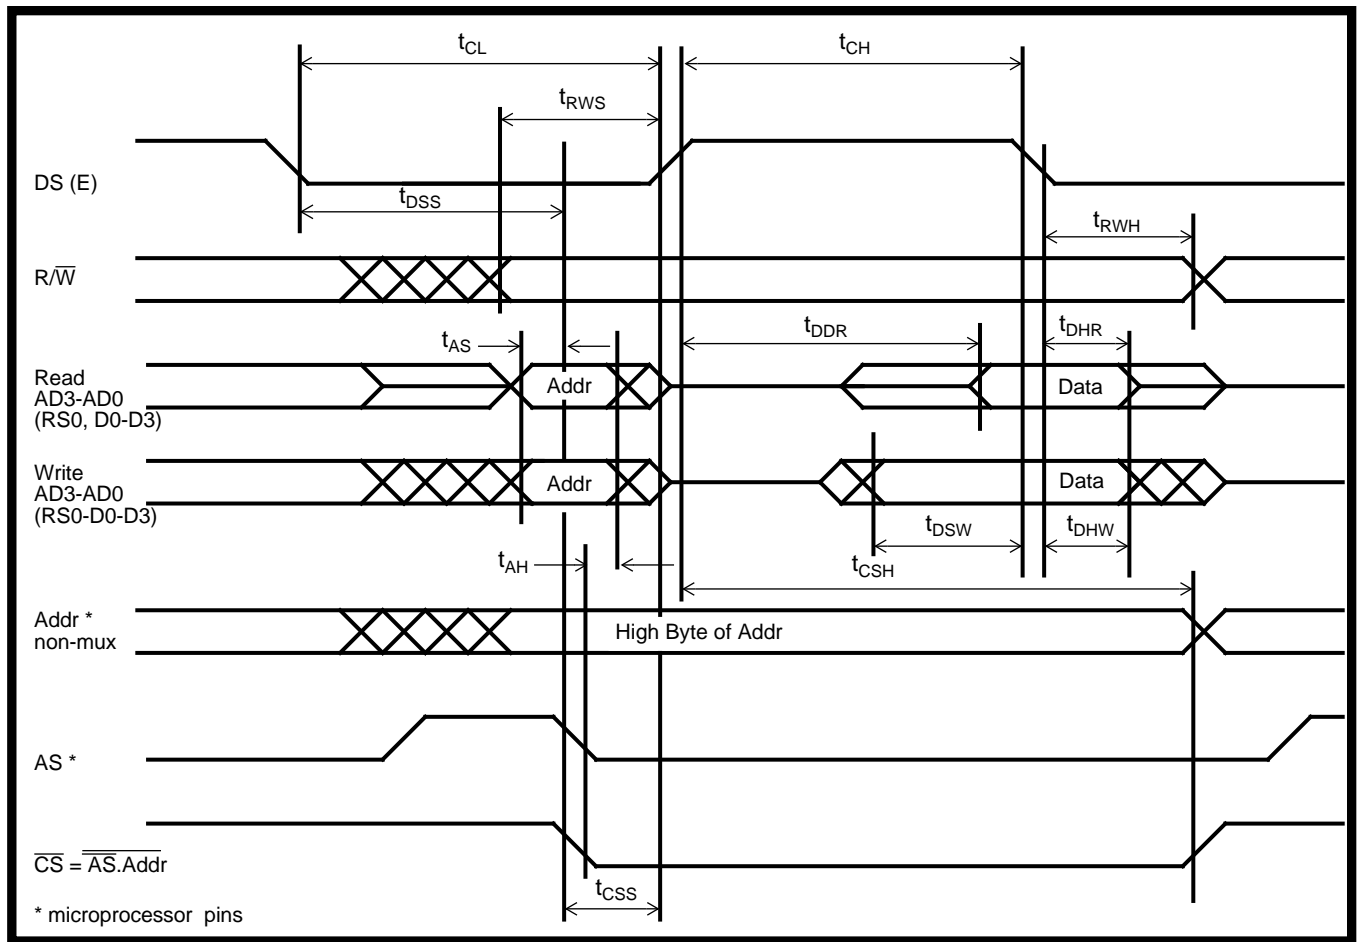 tCL
tCH
tRWS
DS (E)
tDSS
tRWH
R/W̅
tAS
tDDR
tDHR
Read
AD3-AD0
(RS0, D0-D3)
Addr
Data
Write
AD3-AD0
(RS0-D0-D3)
Addr
Data
tDSW
tDHW
tAH
tCSH
Addr *
non-mux
High Byte of Addr
AS *
C̅S̅ = A̅S̅.Addr
tCSS
* microprocessor pins